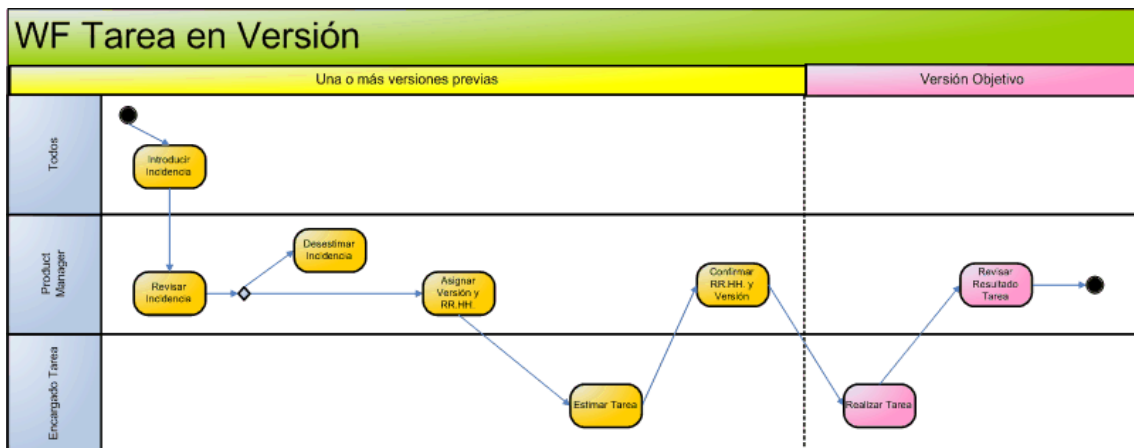 WF Tarea en Versión
Una o más versiones previas
Versión Objetivo
Todos
Introducir
Incidencia
Product
Manager
Revisar
Incidencia
Desestimar
Incidencia
Asignar
Versión y
RR.HH.
Confirmar
RR.HH. y
Versión
Revisar
Resultado
Tarea
Encargado Tarea
Estimar Tarea
Realizar Tarea